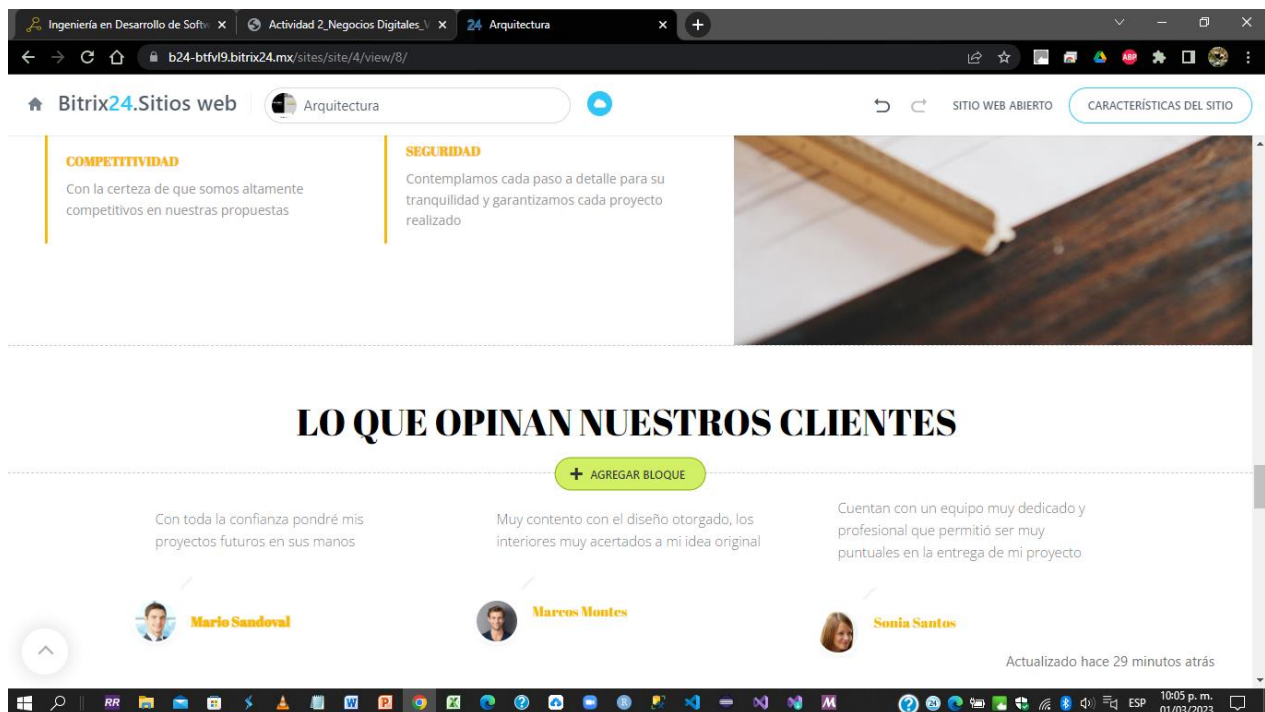 Ingeniería en Desarrollo de Softw
Actividad 2_Negocios Digitales_V
24 Arquitectura
b24-btfvl9.bitrix24.mx/sites/site/4/view/8/
ABP
Bitrix24.Sitios web
Arquitectura
SITIO WEB ABIERTO
CARACTERÍSTICAS DEL SITIO
COMPETITIVIDAD
Con la certeza de que somos altamente
competitivos en nuestras propuestas
SEGURIDAD
Contemplamos cada paso a detalle para su
tranquilidad y garantizamos cada proyecto
realizado
LO QUE OPINAN NUESTROS CLIENTES
+ AGREGAR BLOQUE
Con toda la confianza pondré mis
proyectos futuros en sus manos
Mario Sandoval
Muy contento con el diseño otorgado, los
interiores muy acertados a mi idea original
Marcos Montes
Cuentan con un equipo muy dedicado y
profesional que permitió ser muy
puntuales en la entrega de mi proyecto
Sonia Santos
Actualizado hace 29 minutos atrás
RR
ESP
10:05 p. m.
01/03/2023